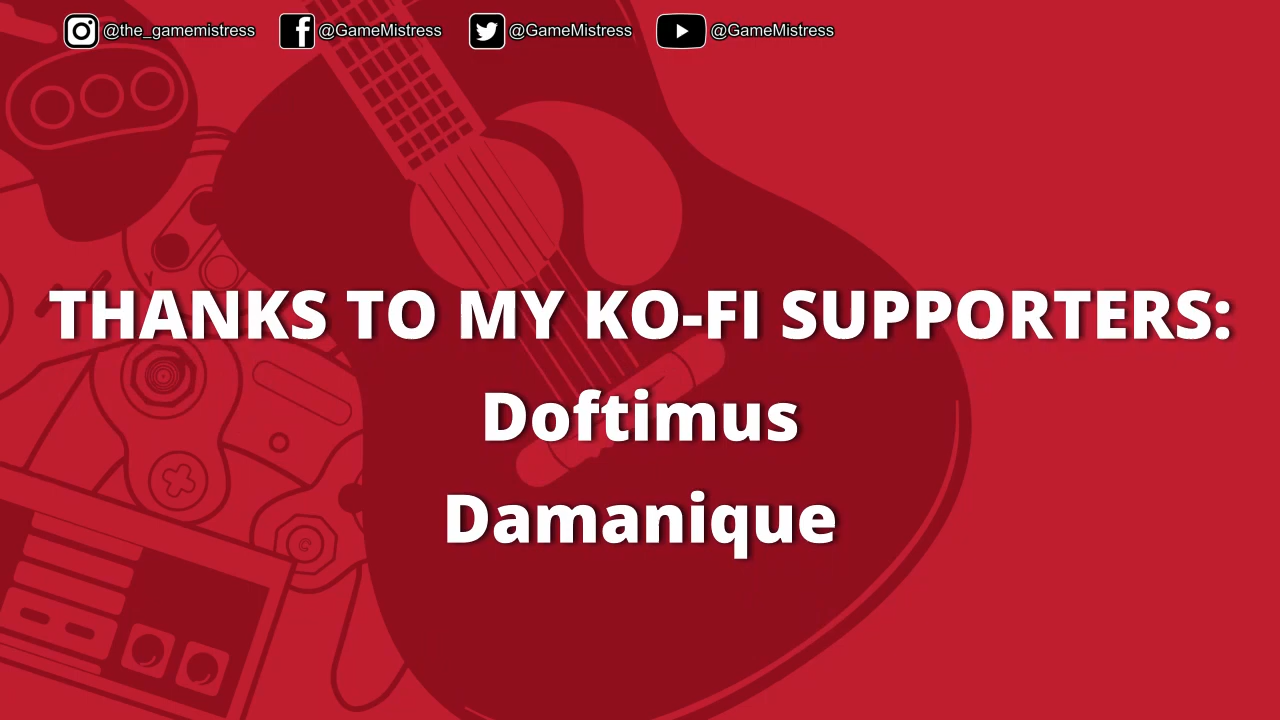 @the_gamemistress @GameMistress @GameMistress @GameMistress
THANKS TO MY KO-FI SUPPORTERS:
Doftimus
Damanique